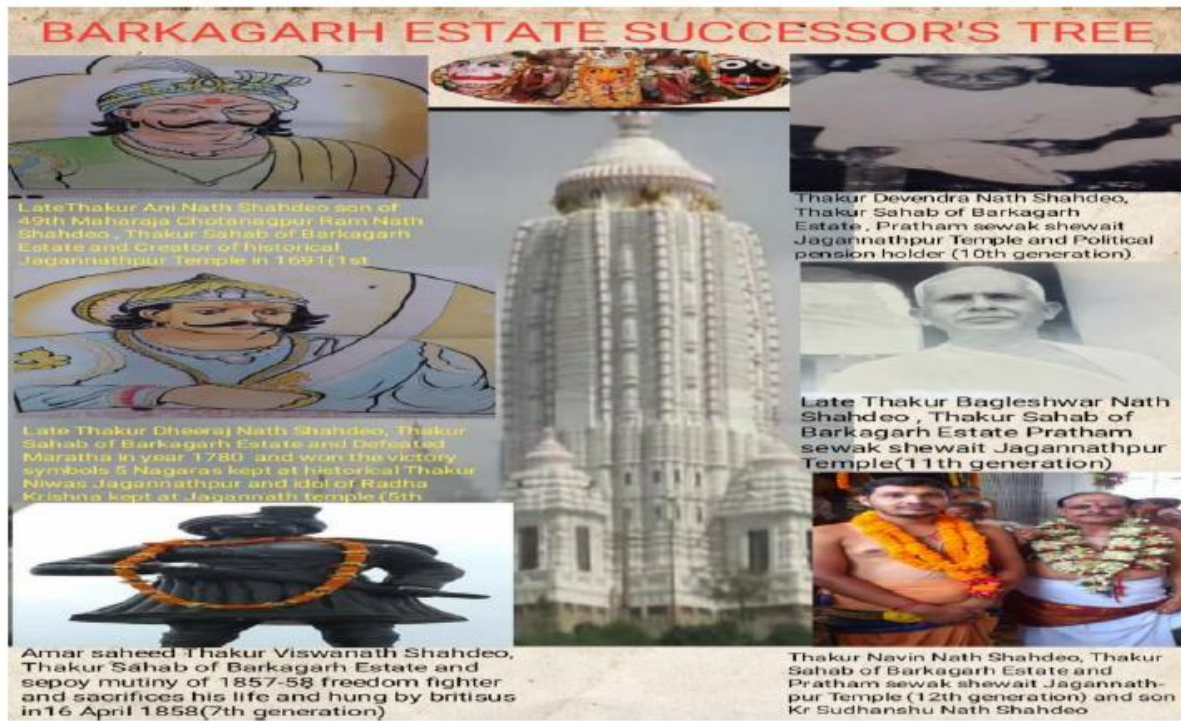 BARKAGARH ESTATE SUCCESSOR'S TREE
LateThakur Ani Nath Shahdeo son of
49th Maharaja Chotanagpur Ram Nath
Shahdeo , Thakur Sahab of Barkagarh
Estate and Creator of historical
Jagannathpur Temple in 1691(1st
Late Thakur Dheeraj Nath Shahdeo, Thakur
Sahab of Barkagarh Estate and Defeated
Maratha in year 1780 and won the victory
symbols 5 Nagaras kept at historical Thakur
Niwas Jagannathpur and idol of Radha
Krishna kept at Jagannath temple (5th
Amar saheed Thakur Viswanath Shahdeo,
Thakur Sahab of Barkagarh Estate and
sepoy mutiny of 1857-58 freedom fighter
and sacrifices his life and hung by britisus
in16 April 1858(7th generation)
Thakur Devendra Nath Shahdeo,
Thakur Sahab of Barkagarh
Estate , Pratham sewak shewait
Jagannathpur Temple and Political
pension holder (10th generation).
Late Thakur Bagleshwar Nath
Shahdeo , Thakur Sahab of
Barkagarh Estate Pratham
sewak shewait Jagannathpur
Temple(11th generation)
Thakur Navin Nath Shahdeo, Thakur
Sahab of Barkagarh Estate and
Pratham sewak shewait Jagannath-
pur Temple (12th generation) and son
Kr Sudhanshu Nath Shahdeo